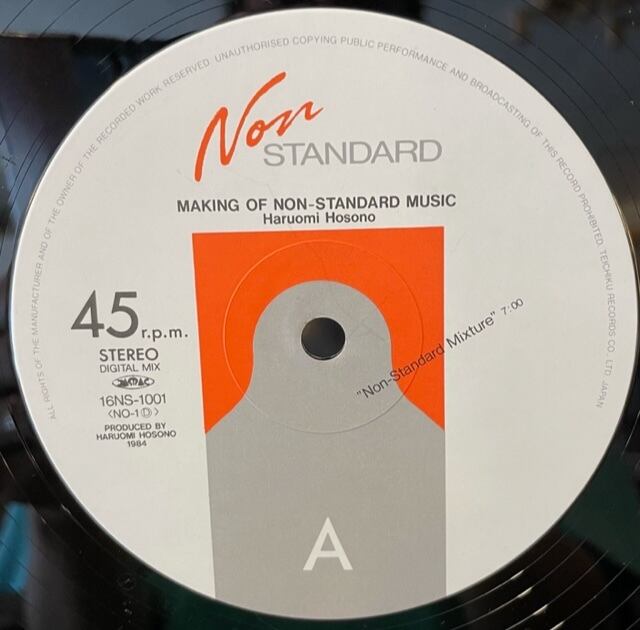 ALL RIGHTS OF THE MANUFACTURER AND OF THE OWNER OF THE RECORDED WORK RESERVED. UNAUTHORISED COPYING PUBLIC PERFORMANCE AND BROADCASTING OF THIS RECORD PROHIBITED. TEICHIKU RECORDS CO., LTD. JAPAN
Non
STANDARD
MAKING OF NON-STANDARD MUSIC
Haruomi Hosono
45 r.p.m.
STEREO
DIGITAL MIX
JASRAC
16NS-1001
<NO-1Ⓓ>
PRODUCED BY
HARUOMI HOSONO
1984
"Non-Standard Mixture" 7:00
A